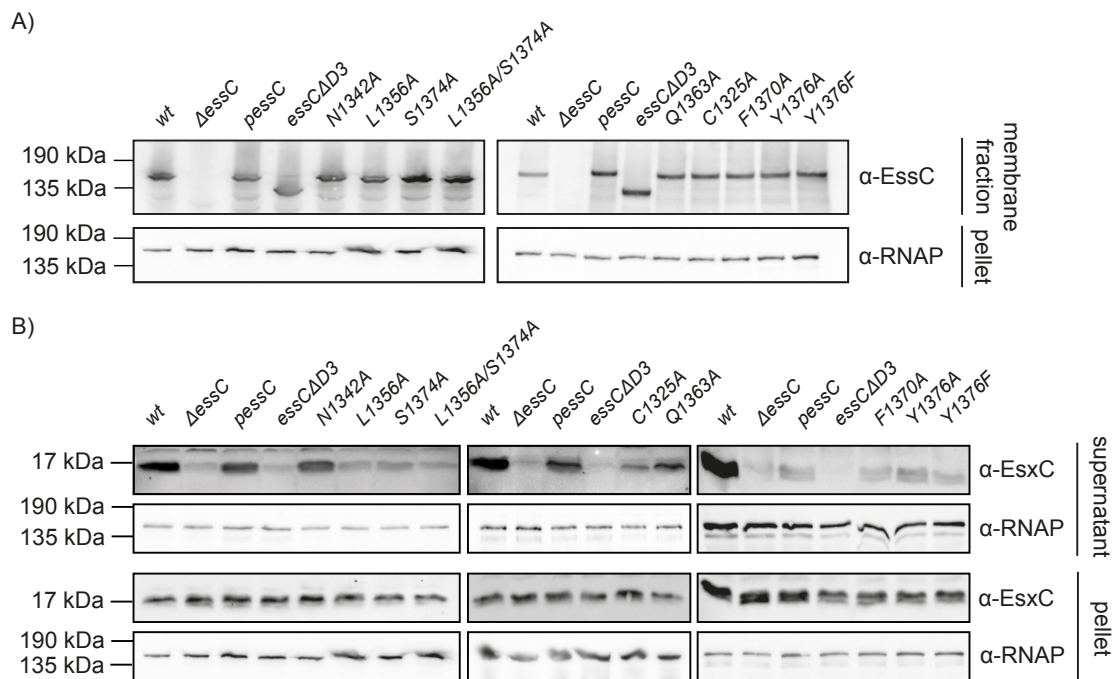 A)
wt ΔessC pessC essCΔD3 N1342A L1356A S1374A L1356A/S1374A wt ΔessC pessC essCΔD3 Q1363A C1325A F1370A Y1376A Y1376F
190 kDa
135 kDa
α-EssC
membrane
fraction
190 kDa
135 kDa
α-RNAP
pellet
B)
wt ΔessC pessC essCΔD3 N1342A L1356A S1374A L1356A/S1374A wt ΔessC pessC essCΔD3 C1325A Q1363A wt ΔessC pessC essCΔD3 F1370A Y1376A Y1376F
17 kDa
α-EsxC
190 kDa
135 kDa
α-RNAP
supernatant
17 kDa
α-EsxC
190 kDa
135 kDa
α-RNAP
pellet